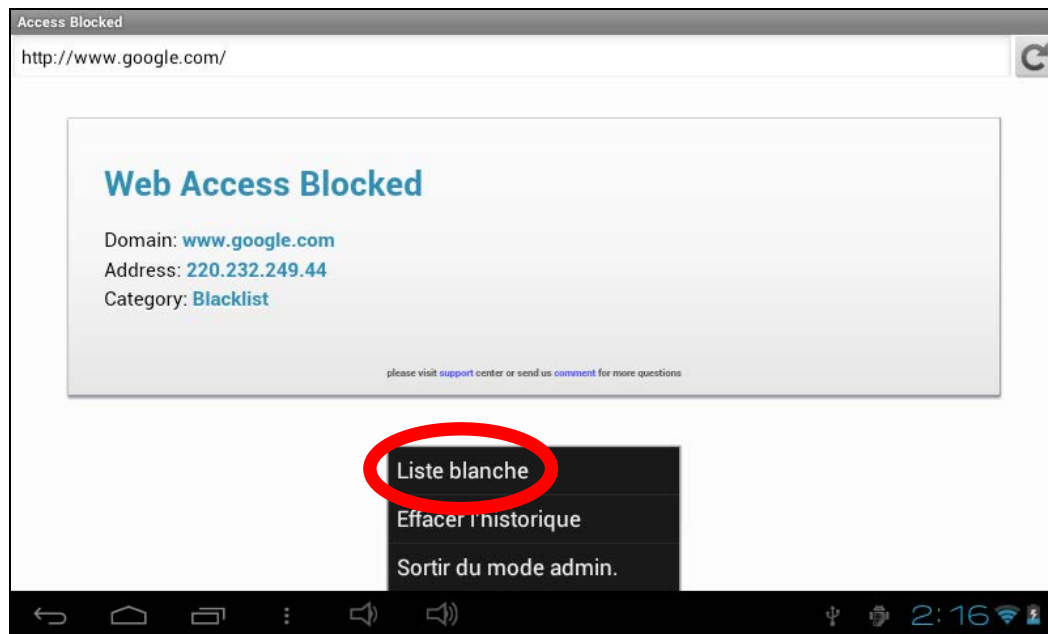 Access Blocked
http://www.google.com/
Web Access Blocked
Domain: www.google.com
Address: 220.232.249.44
Category: Blacklist
please visit support center or send us comment for more questions
Liste blanche
Effacer l'historique
Sortir du mode admin.
2:16